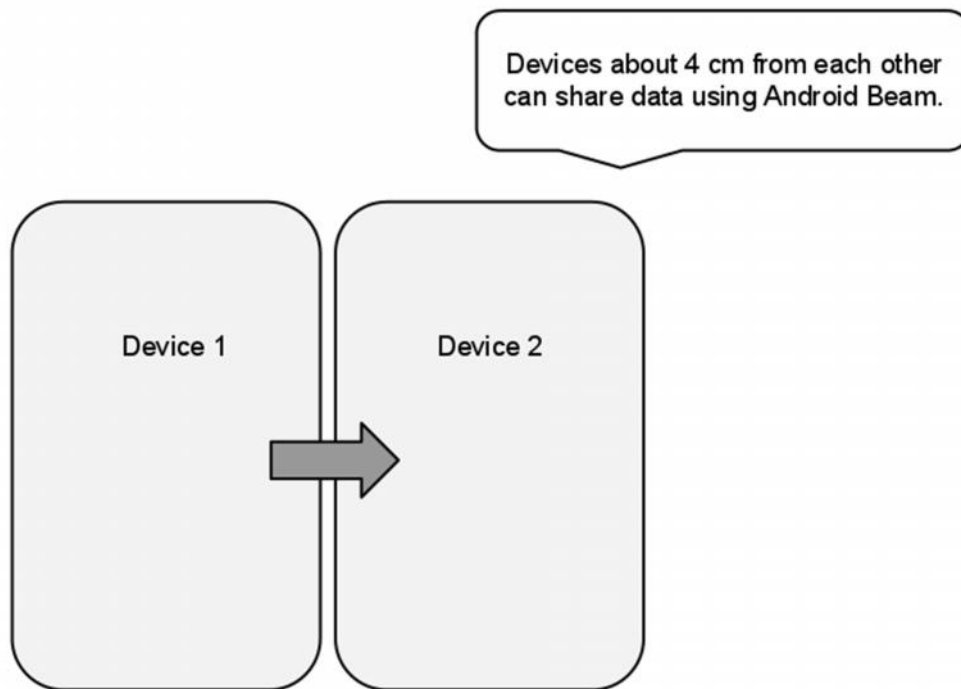 Devices about 4 cm from each other
can share data using Android Beam.
Device 1
Device 2